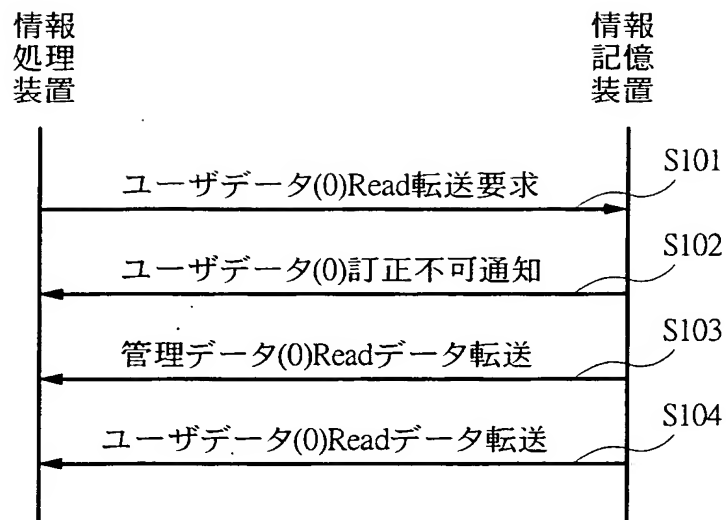 情報
処理
装置
情報
記憶
装置
ユーザデータ(0)Read転送要求
S101
ユーザデータ(0)訂正不可通知
S102
管理データ(0)Readデータ転送
S103
ユーザデータ(0)Readデータ転送
S104